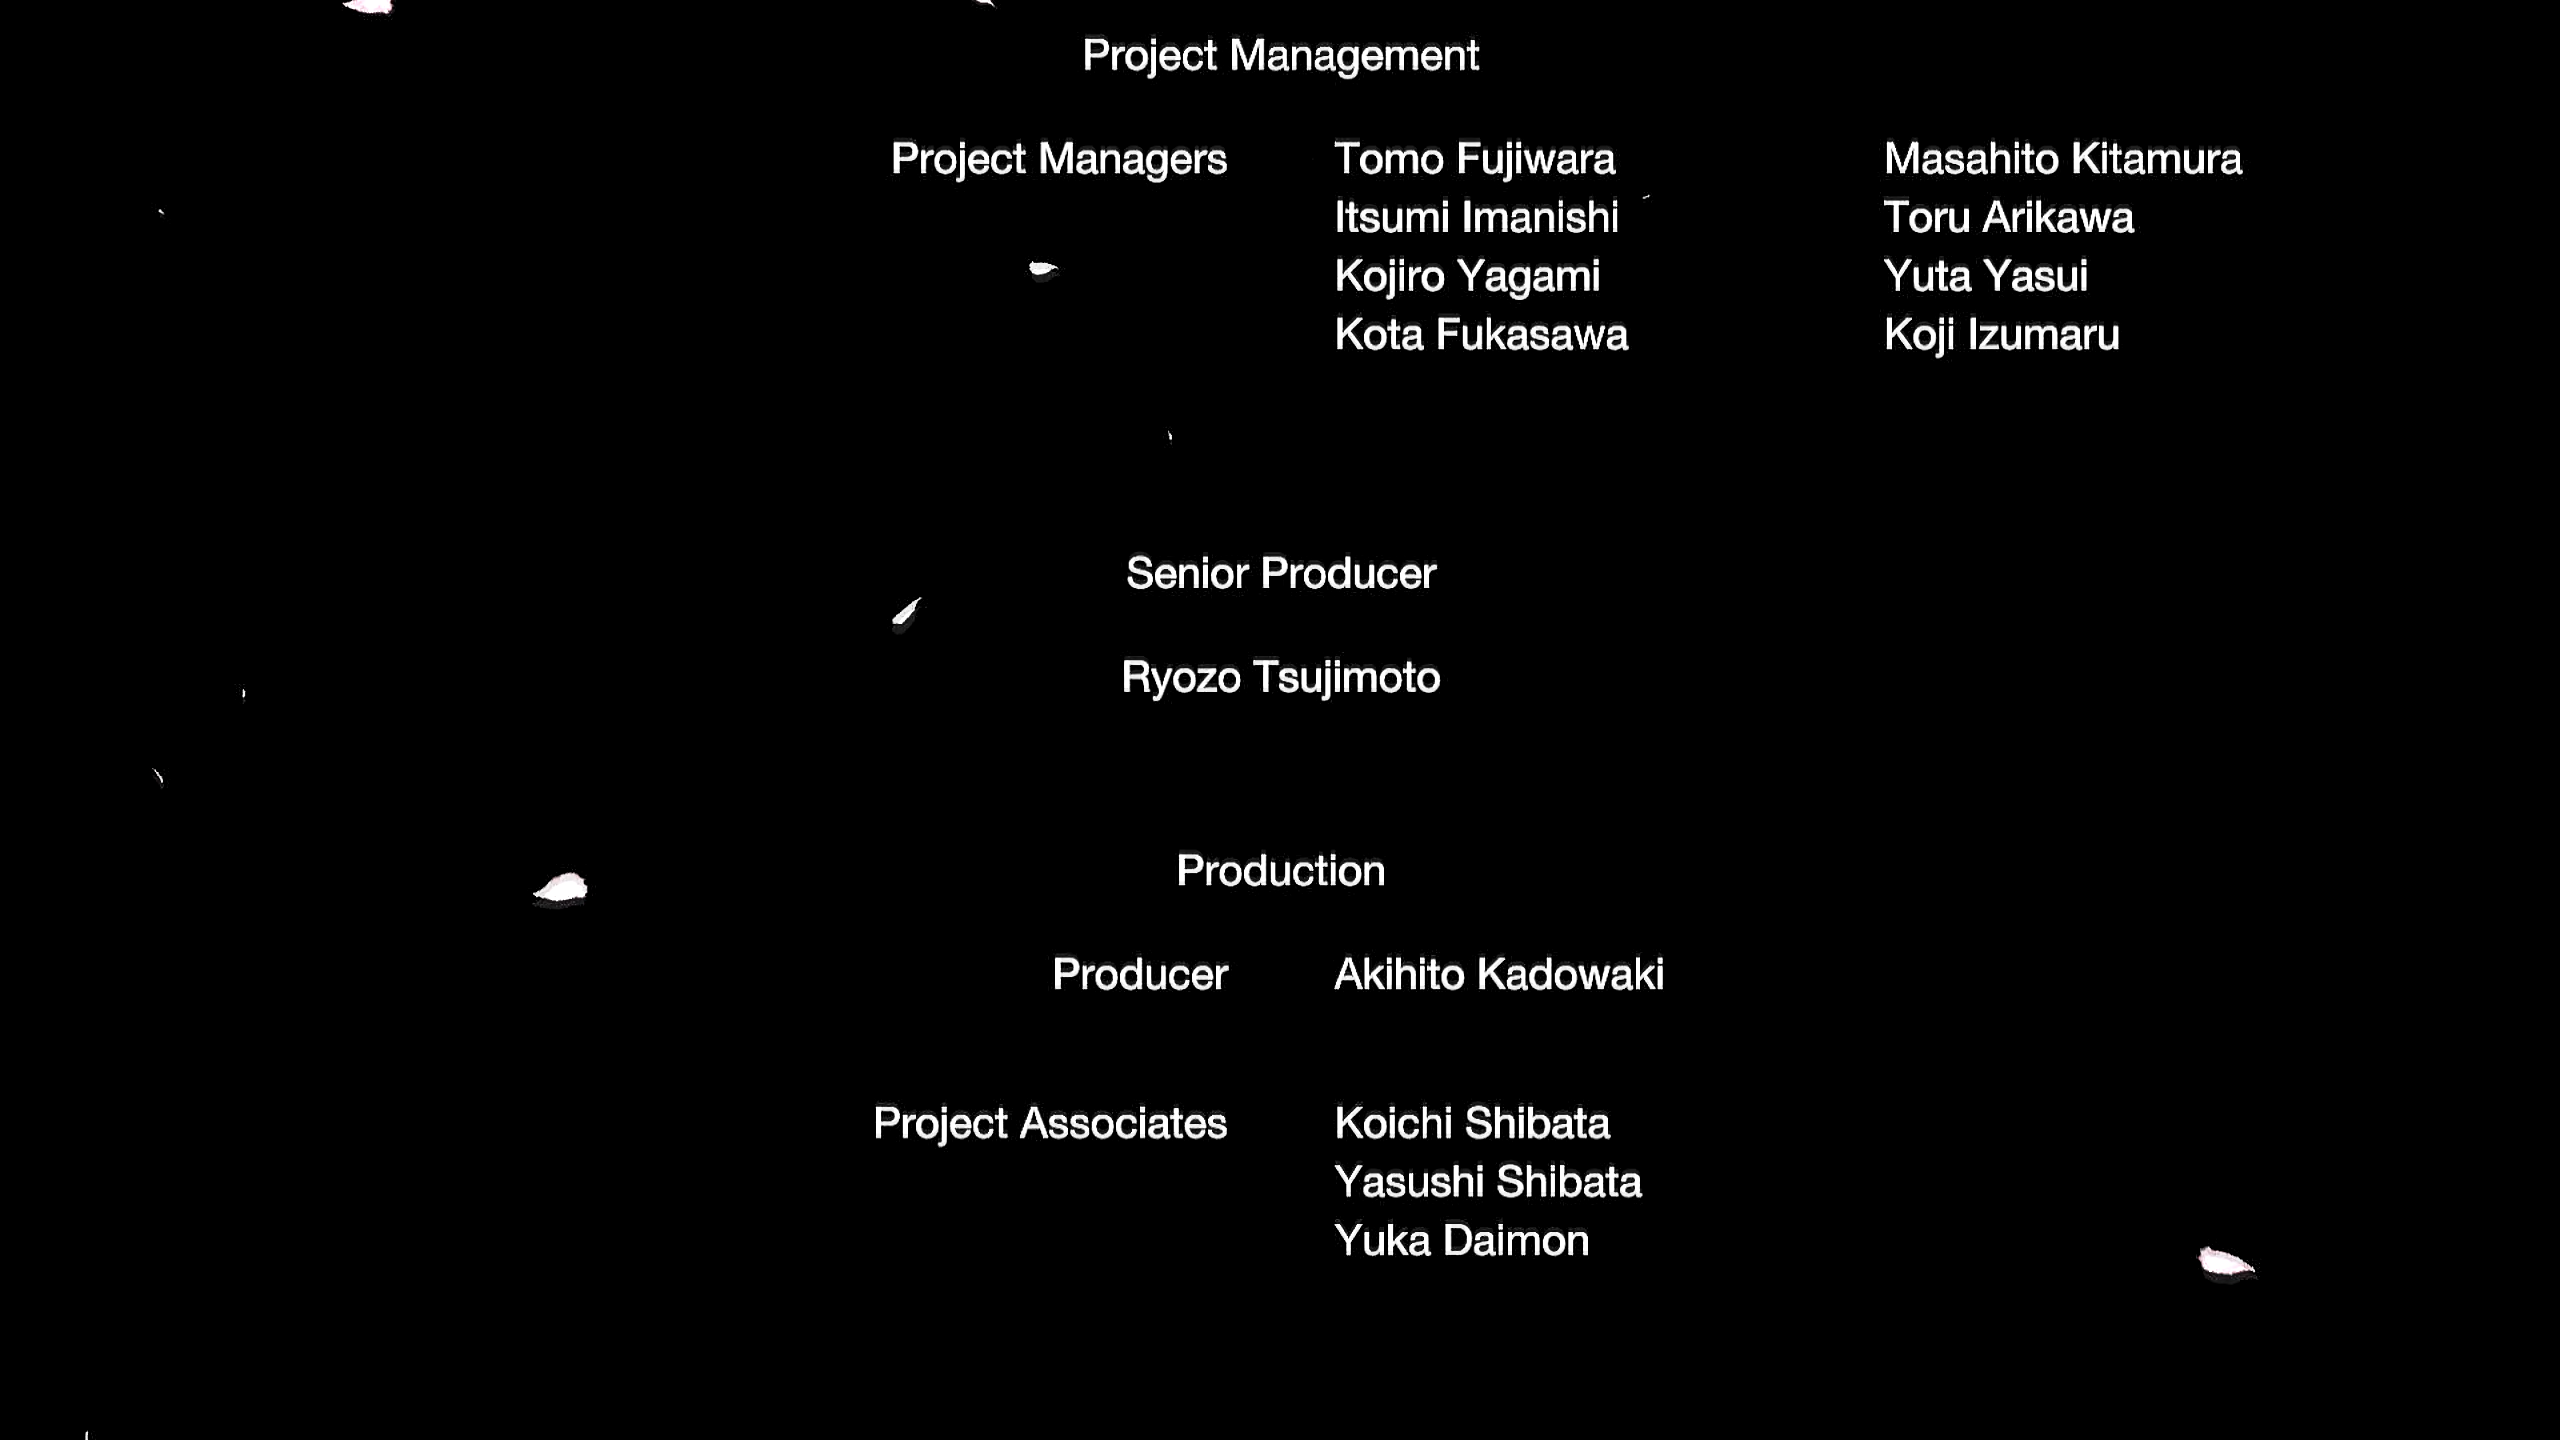 Project Management
Project Managers Tomo Fujiwara Masahito Kitamura
Itsumi Imanishi Toru Arikawa
Kojiro Yagami Yuta Yasui
Kota Fukasawa Koji Izumaru
Senior Producer
Ryozo Tsujimoto
Production
Producer Akihito Kadowaki
Project Associates Koichi Shibata
Yasushi Shibata
Yuka Daimon